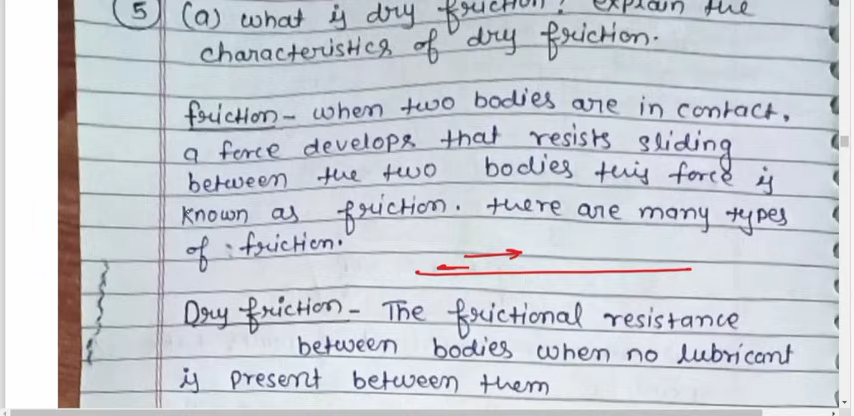 5 (a) what is dry friction? explain the
characteristics of dry friction.
friction - when two bodies are in contact,
a force develops that resists sliding
between the two bodies this force is
known as friction. there are many types
of : friction.
Dry friction - The frictional resistance
between bodies when no lubricant
is present between them